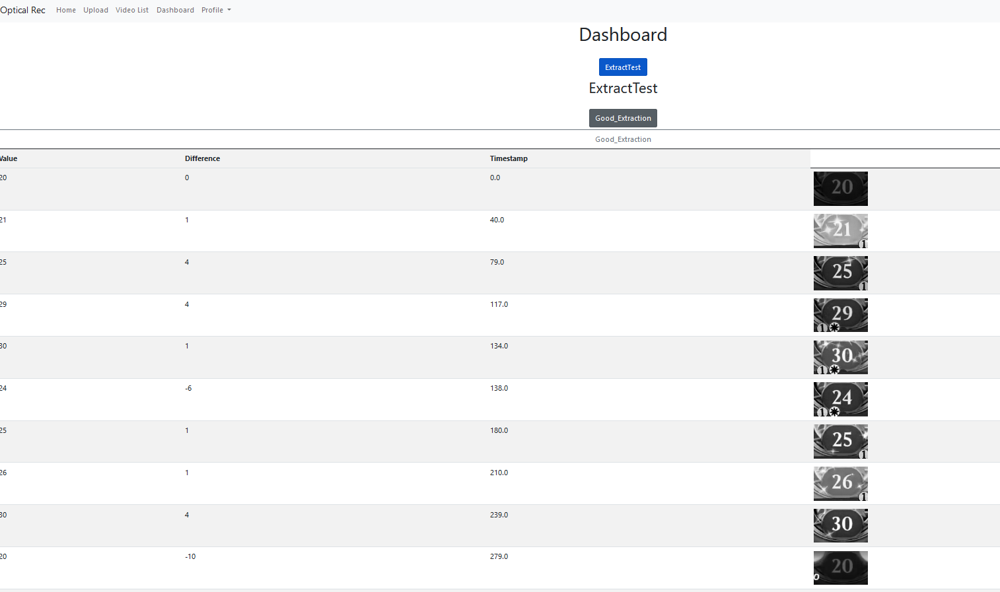 Optical Rec Home Upload Video List Dashboard Profile
Dashboard
ExtractTest
ExtractTest
Good_Extraction
Good_Extraction
Value Difference Timestamp
20 0 0.0 20
21 1 40.0 21 1
25 4 79.0 25 1
29 4 117.0 29 1
30 1 134.0 30 1
24 -6 138.0 24 1
25 1 180.0 25 1
26 1 210.0 26 1
30 4 239.0 30
20 -10 279.0 20